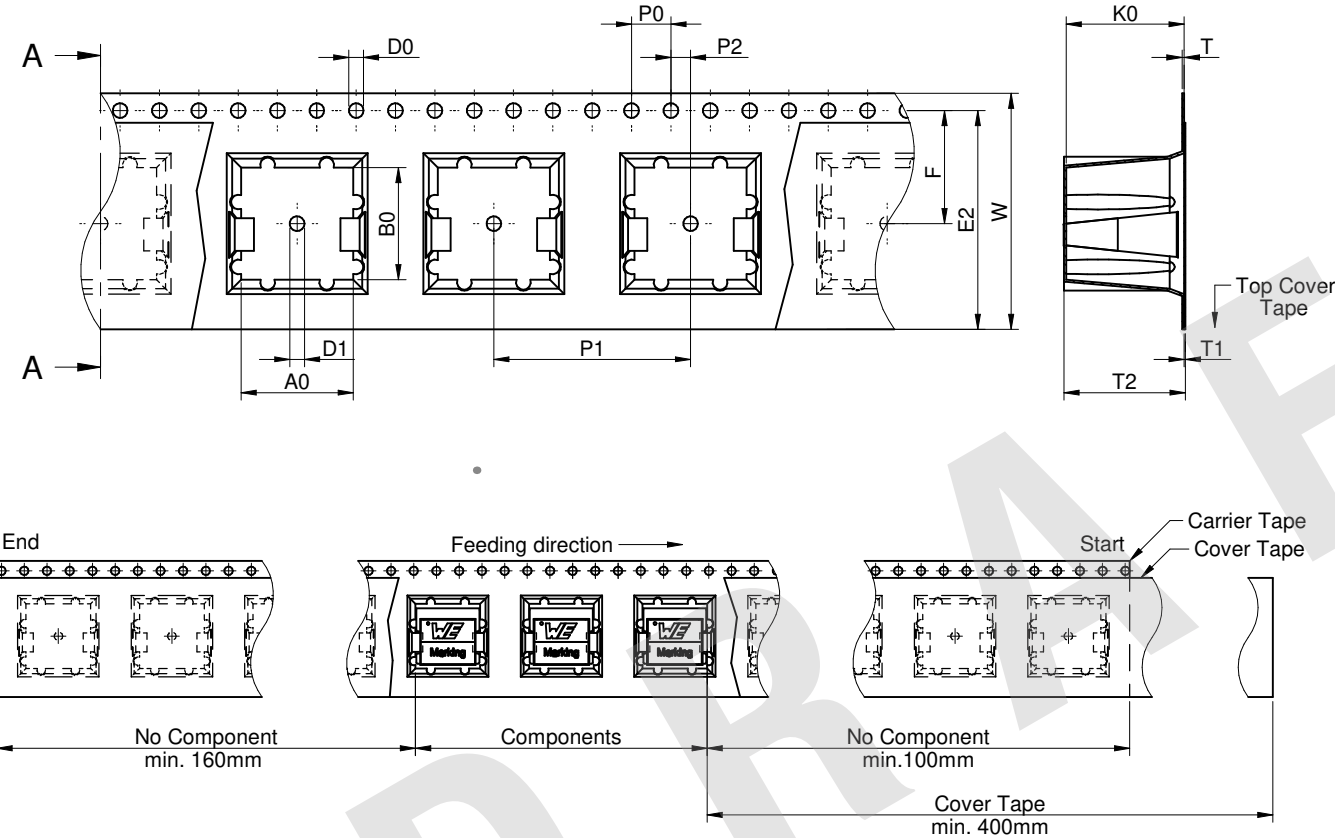 P0
K0
A
D0
P2
T
F
E2
W
B0
Top Cover
Tape
D1
P1
T1
A
A0
T2
End
Feeding direction
Start
Carrier Tape
Cover Tape
WE
WE
WE
Marking
Marking
Marking
No Component
min. 160mm
Components
No Component
min.100mm
Cover Tape
min. 400mm
D R A F